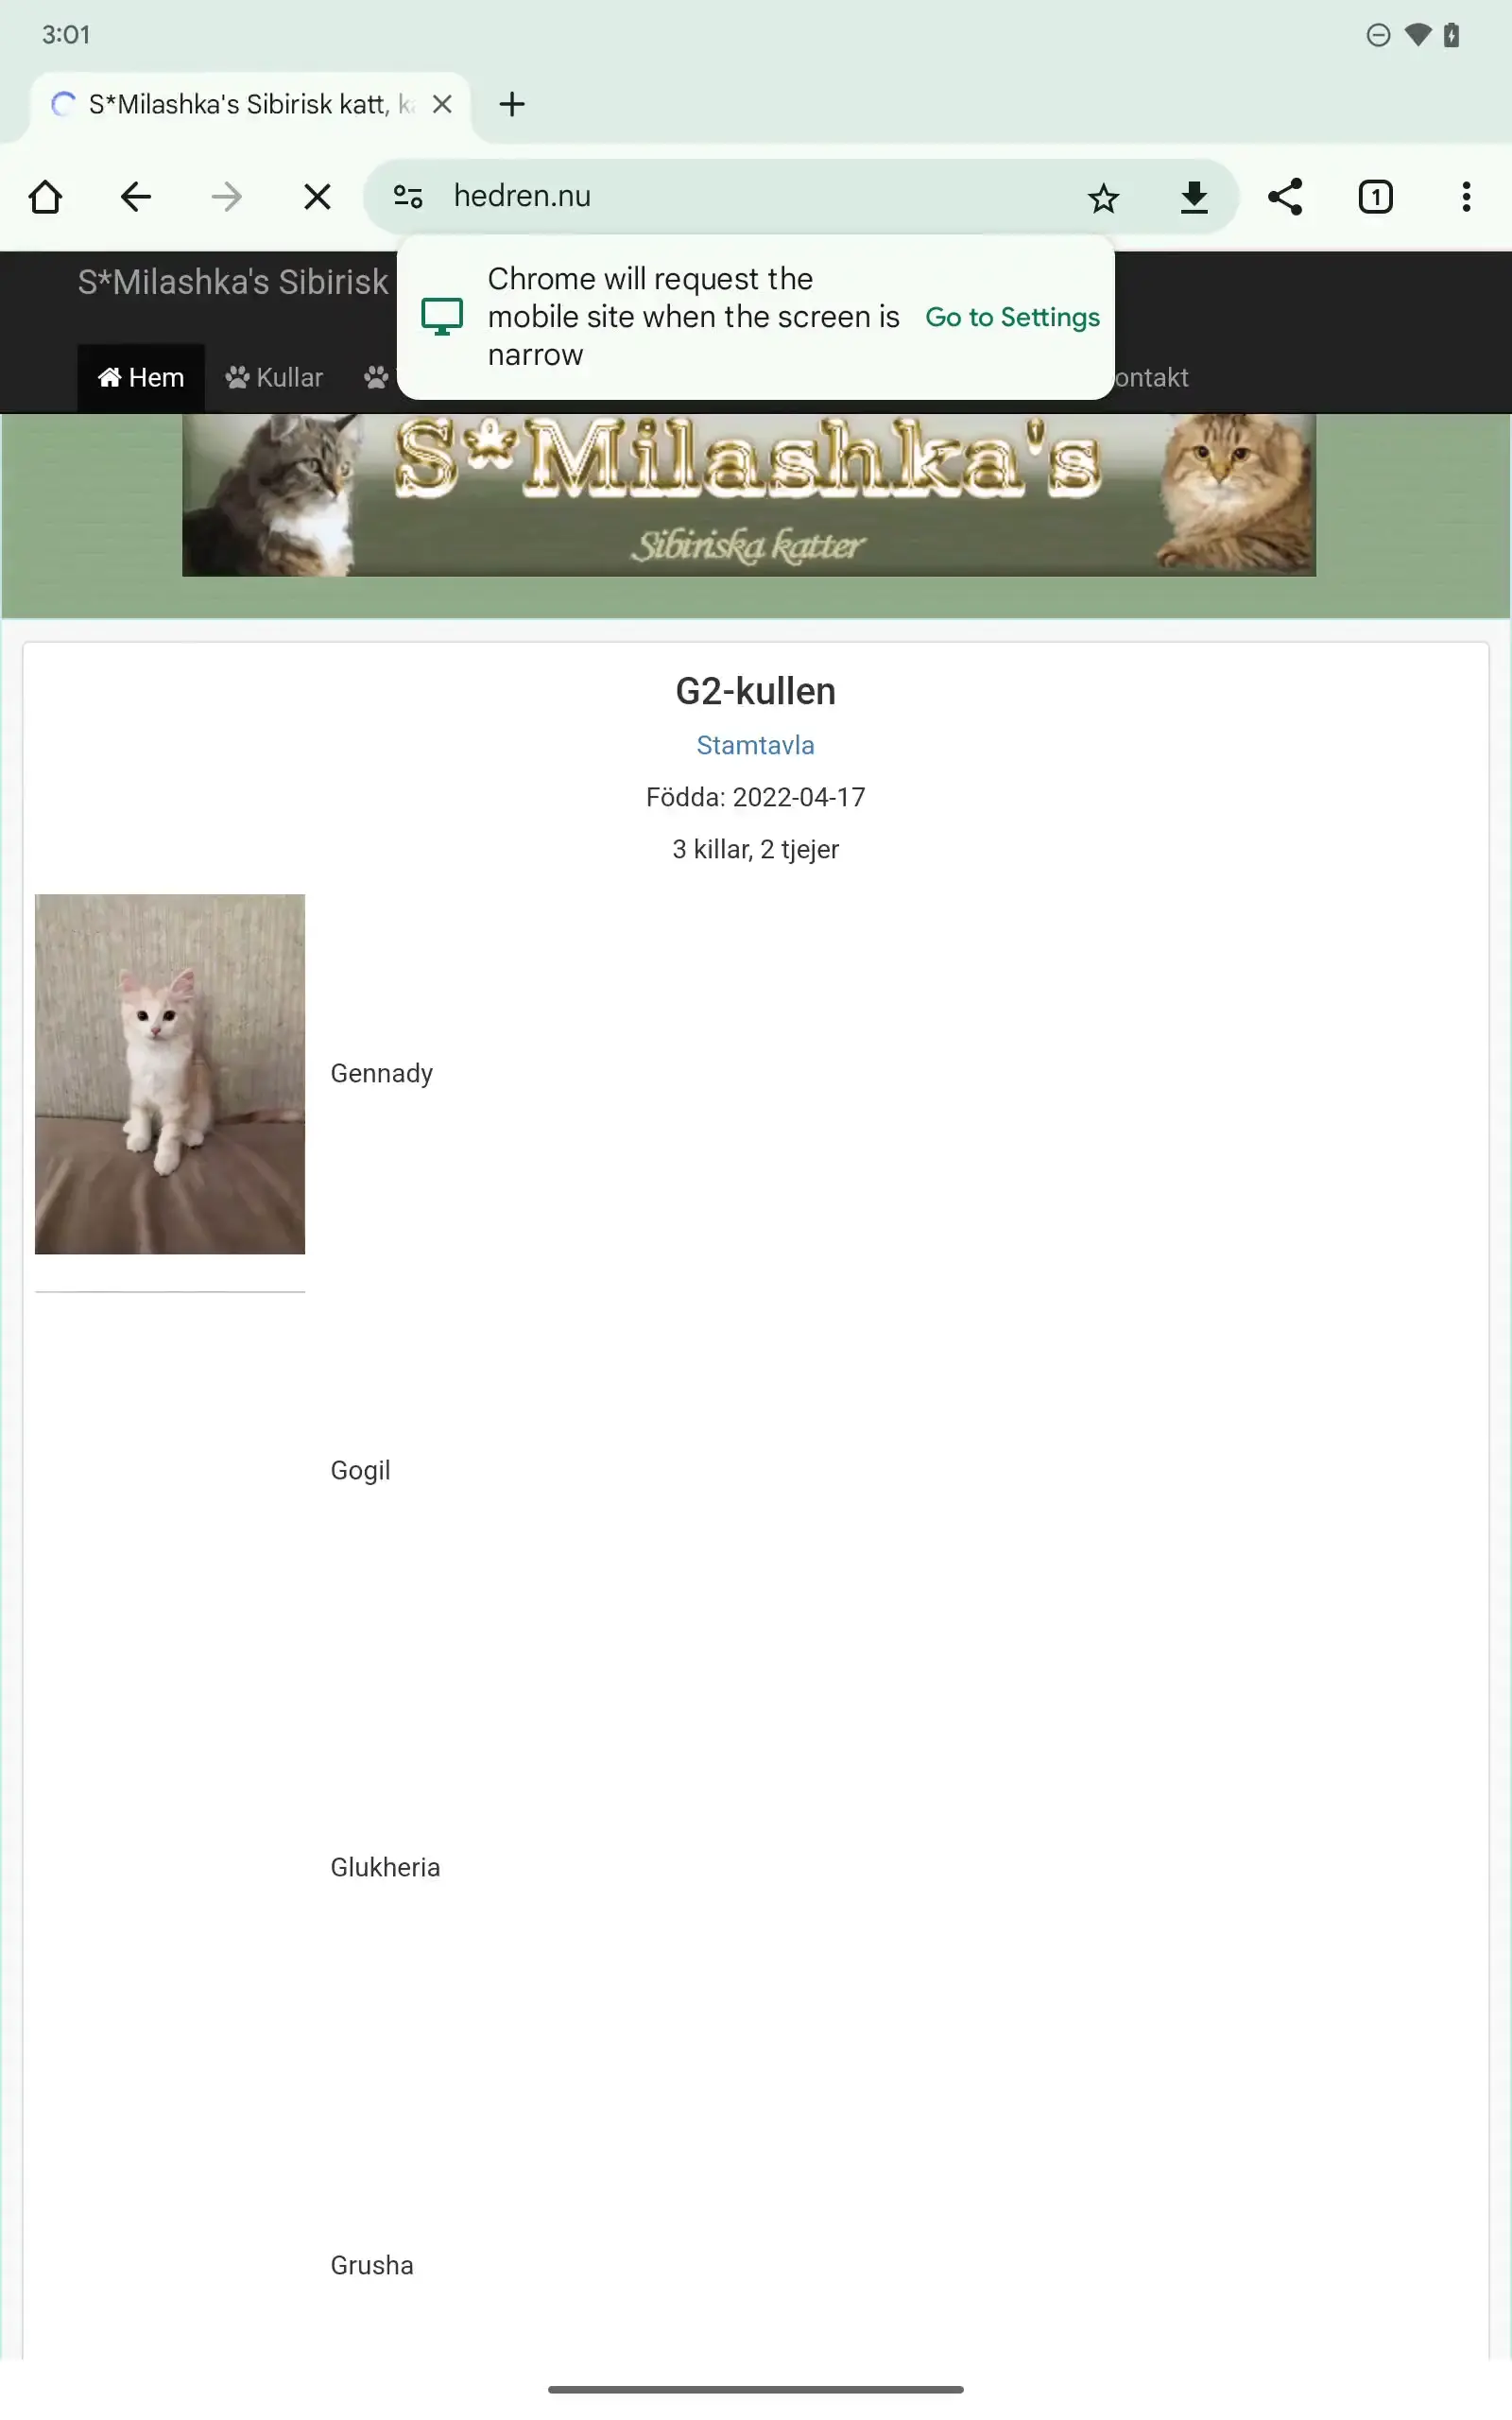 3:01
S*Milashka's Sibirisk katt,
hedren.nu
1
S*Milashka's Sibirisk
Chrome will request the
mobile site when the screen is
narrow
Go to Settings
Hem
Kullar
ontakt
S*Milashka's
Sibiriska katter
G2-kullen
Stamtavla
Födda: 2022-04-17
3 killar, 2 tjejer
Gennady
Gogil
Glukheria
Grusha